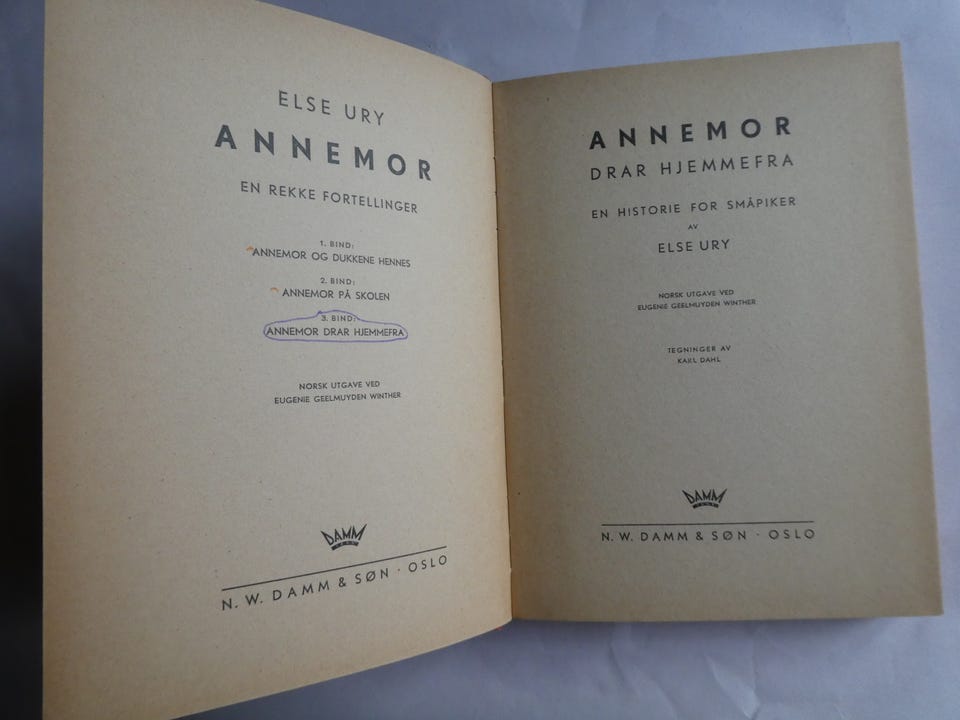 ELSE URY
ANNEMOR
EN REKKE FORTELLINGER
1. BIND:
ANNEMOR OG DUKKENE HENNES
2. BIND:
ANNEMOR PÅ SKOLEN
3. BIND:
ANNEMOR DRAR HJEMMEFRA
NORSK UTGAVE VED
EUGENIE GEELMUYDEN WINTHER
DAMM
N. W. DAMM & SØN · OSLO
ANNEMOR
DRAR HJEMMEFRA
EN HISTORIE FOR SMÅPIKER
AV
ELSE URY
NORSK UTGAVE VED
EUGENIE GEELMUYDEN WINTHER
TEGNINGER AV
KARL DAHL
DAMM
N. W. DAMM & SØN · OSLO